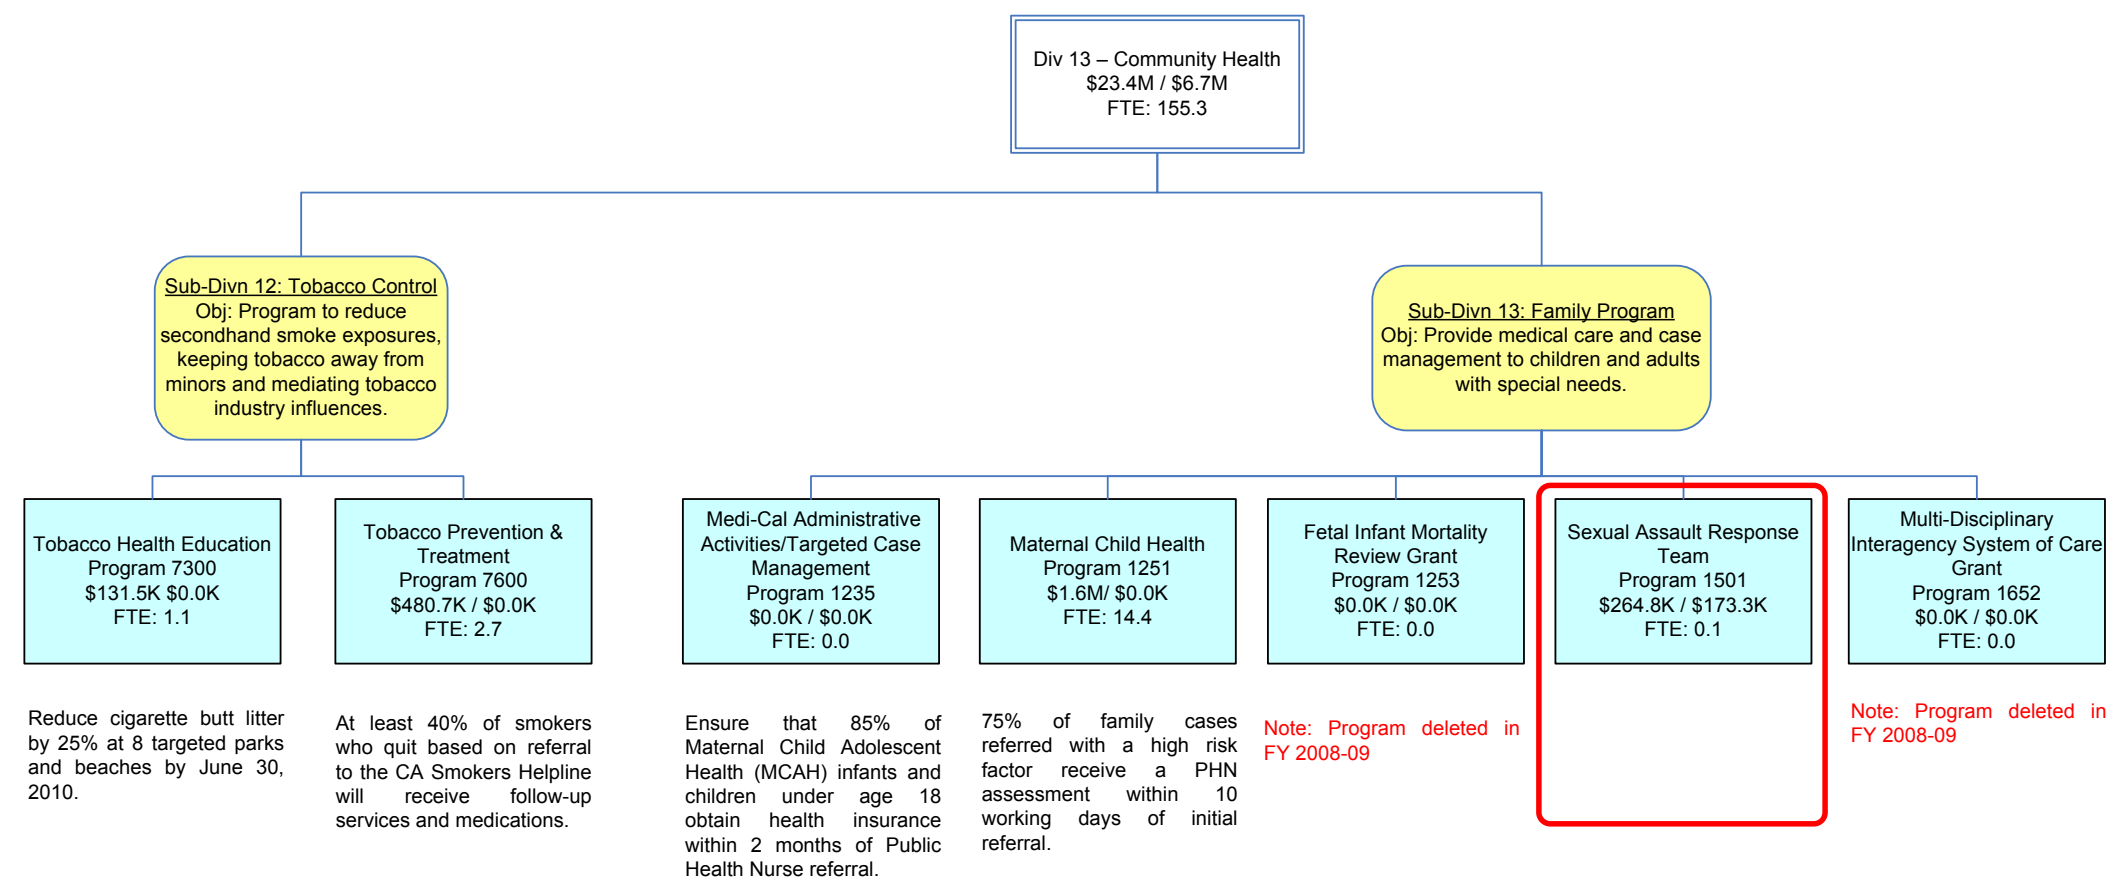 Div 13 – Community Health
$23.4M / $6.7M
FTE: 155.3
Sub-Divn 12: Tobacco Control
Obj: Program to reduce
secondhand smoke exposures,
keeping tobacco away from
minors and mediating tobacco
industry influences.
Sub-Divn 13: Family Program
Obj: Provide medical care and case
management to children and adults
with special needs.
Tobacco Health Education
Program 7300
$131.5K $0.0K
FTE: 1.1
Tobacco Prevention &
Treatment
Program 7600
$480.7K / $0.0K
FTE: 2.7
Medi-Cal Administrative
Activities/Targeted Case
Management
Program 1235
$0.0K / $0.0K
FTE: 0.0
Maternal Child Health
Program 1251
$1.6M/ $0.0K
FTE: 14.4
Fetal Infant Mortality
Review Grant
Program 1253
$0.0K / $0.0K
FTE: 0.0
Sexual Assault Response
Team
Program 1501
$264.8K / $173.3K
FTE: 0.1
Multi-Disciplinary
Interagency System of Care
Grant
Program 1652
$0.0K / $0.0K
FTE: 0.0
Reduce cigarette butt litter
by 25% at 8 targeted parks
and beaches by June 30,
2010.
At least 40% of smokers
who quit based on referral
to the CA Smokers Helpline
will receive follow-up
services and medications.
Ensure that 85% of
Maternal Child Adolescent
Health (MCAH) infants and
children under age 18
obtain health insurance
within 2 months of Public
Health Nurse referral.
75% of family cases
referred with a high risk
factor receive a PHN
assessment within 10
working days of initial
referral.
Note: Program deleted in
FY 2008-09
Note: Program deleted in
FY 2008-09